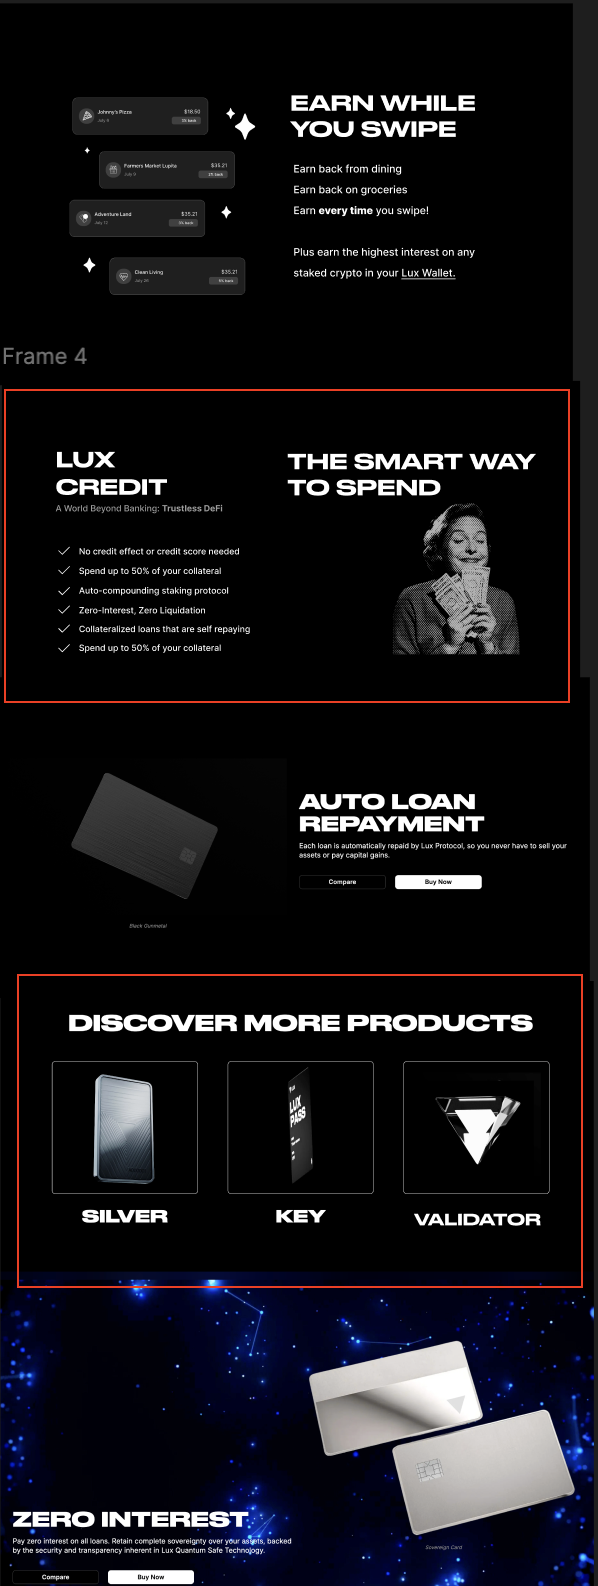 Johnny's Pizza
$18.50
July 8
5% back
Farmers Market Lupita
$35.21
July 9
2% back
Adventure Land
$35.21
July 12
5% back
Clean Living
$35.21
July 26
5% back
EARN WHILE
YOU SWIPE
Earn back from dining
Earn back on groceries
Earn every time you swipe!
Plus earn the highest interest on any
staked crypto in your Lux Wallet.
Frame 4
LUX
CREDIT
A World Beyond Banking: Trustless DeFi
No credit effect or credit score needed
Spend up to 50% of your collateral
Auto-compounding staking protocol
Zero-Interest, Zero Liquidation
Collateralized loans that are self repaying
Spend up to 50% of your collateral
THE SMART WAY
TO SPEND
Black Gunmetal
AUTO LOAN
REPAYMENT
Each loan is automatically repaid by Lux Protocol, so you never have to sell your
assets or pay capital gains.
Compare
Buy Now
DISCOVER MORE PRODUCTS
LUX
PASS
SILVER
KEY
VALIDATOR
ZERO INTEREST
Pay zero interest on all loans. Retain complete sovereignty over your assets, backed
by the security and transparency inherent in Lux Quantum Safe Technojogy.
Compare
Buy Now
Sovereign Card